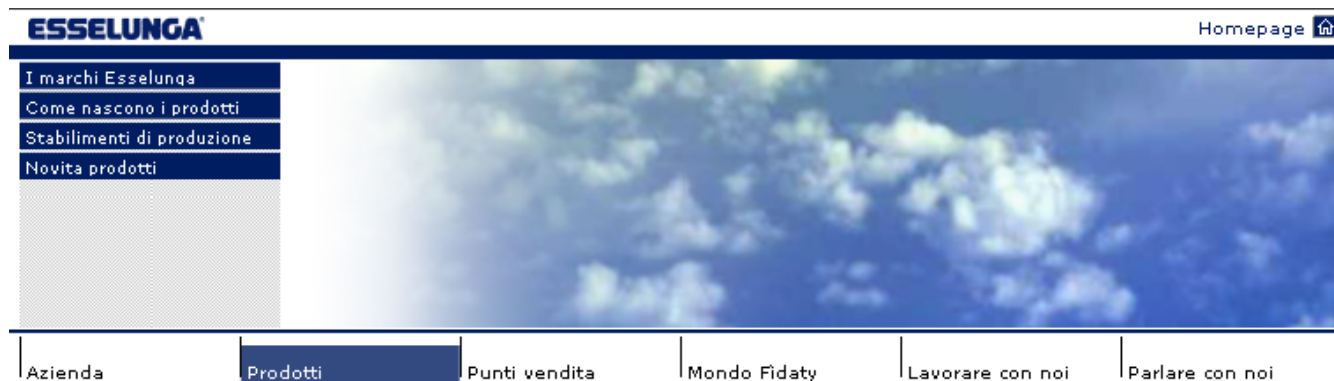 ESSELUNGA
Homepage
I marchi Esselunga
Come nascono i prodotti
Stabilimenti di produzione
Novita prodotti
Azienda Prodotti Punti vendita Mondo Fìdaty Lavorare con noi Parlare con noi